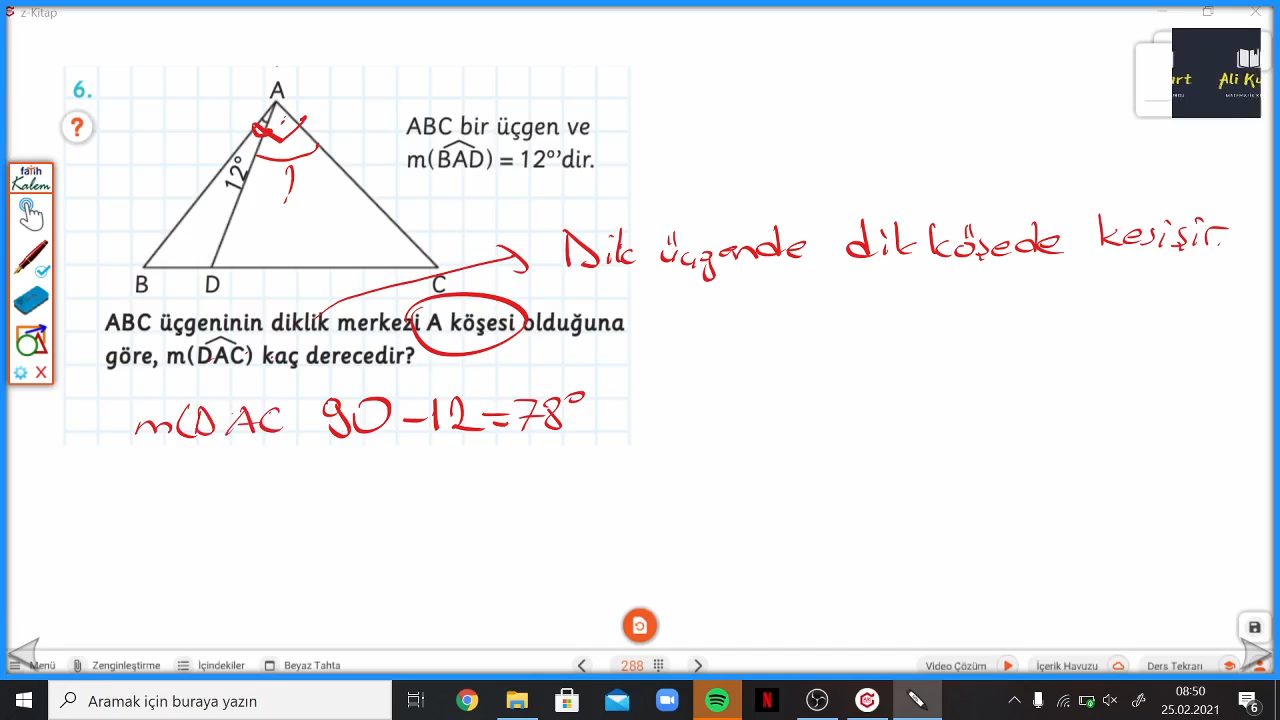 z-Kitap
6.
?
A
ABC bir üçgen ve
m(BAD) = 12°'dir.
12°
?
B D C
Dik üçgende dik köşede kesişir.
ABC üçgeninin diklik merkezi A köşesi olduğuna
göre, m(DAC) kaç derecedir?
m(DAC 90-12=78°
fatih
Kalem
Menü
Zenginleştirme
İçindekiler
Beyaz Tahta
288
Video Çözüm
İçerik Havuzu
Ders Tekrarı
Aramak için buraya yazın
08:50
25.02.2021
6